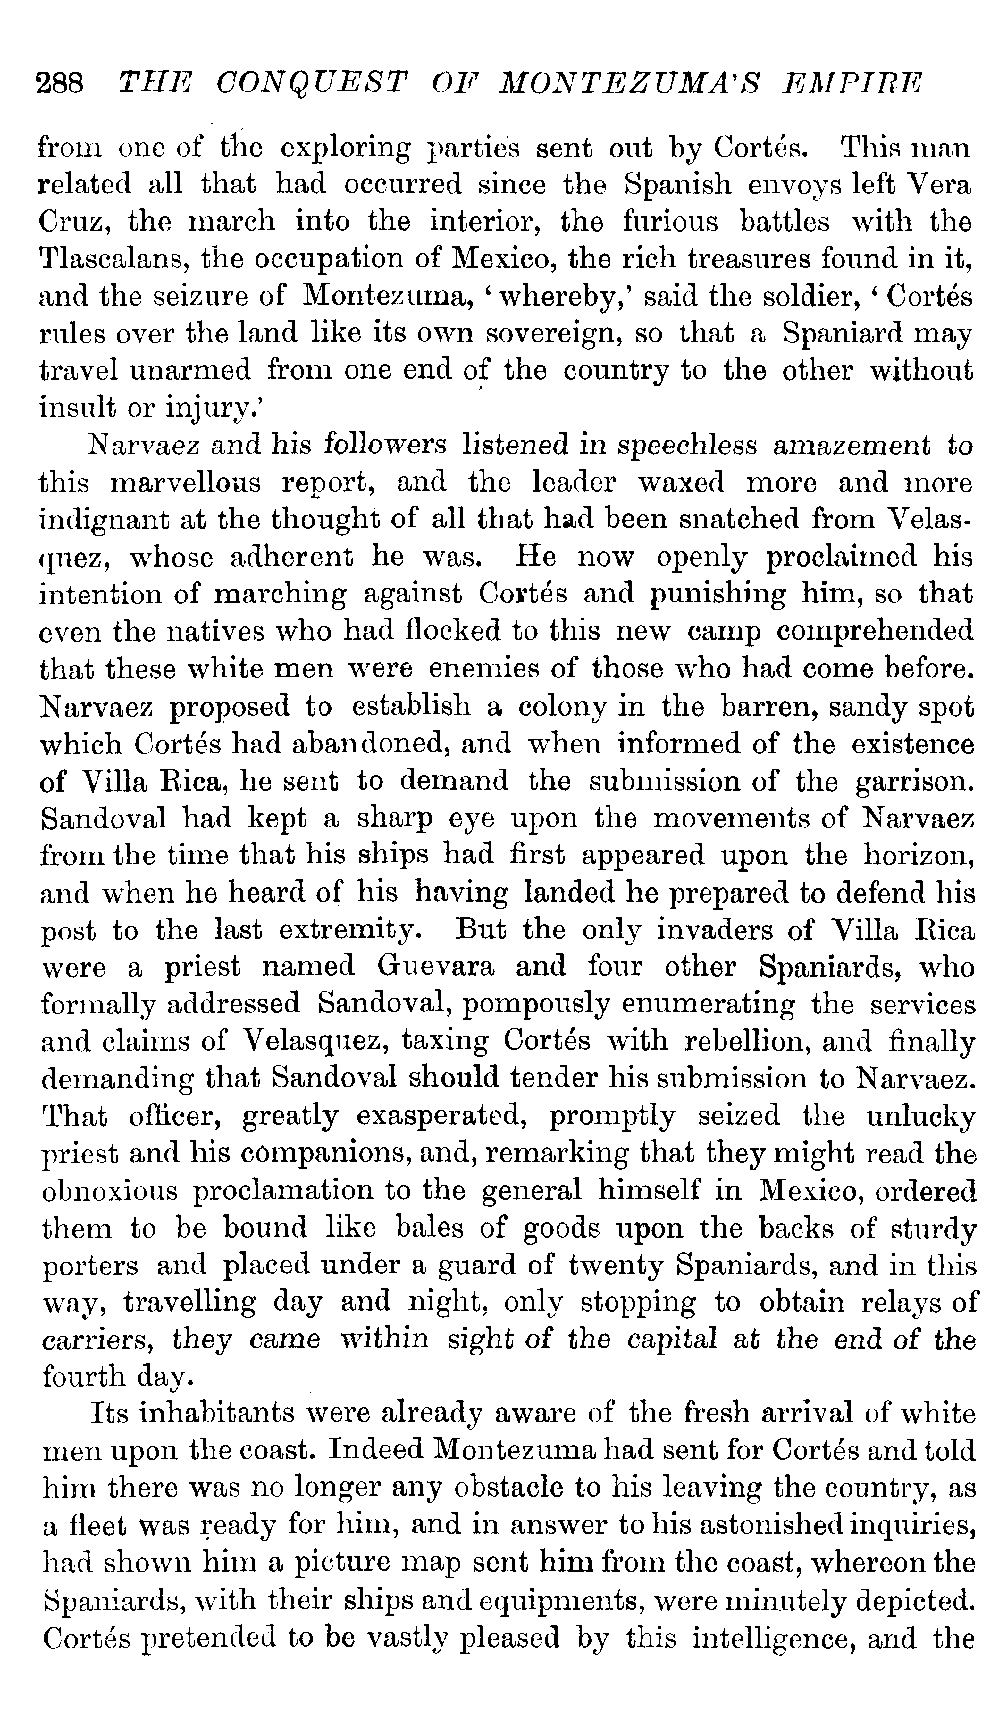 288 THE CONQUEST OF MONTEZUMA'S EMPIRE
from one of the exploring parties sent out by Cortés. This man
related all that had occurred since the Spanish envoys left Vera
Cruz, the march into the interior, the furious battles with the
Tlascalans, the occupation of Mexico, the rich treasures found in it,
and the seizure of Montezuma, ‘ whereby,’ said the soldier, ‘ Cortés
rules over the land like its own sovereign, so that a Spaniard may
travel unarmed from one end of the country to the other without
insult or injury.’
Narvaez and his followers listened in speechless amazement to
this marvellous report, and the leader waxed more and more
indignant at the thought of all that had been snatched from Velas-
quez, whose adherent he was. He now openly proclaimed his
intention of marching against Cortés and punishing him, so that
even the natives who had flocked to this new camp comprehended
that these white men were enemies of those who had come before.
Narvaez proposed to establish a colony in the barren, sandy spot
which Cortés had abandoned, and when informed of the existence
of Villa Rica, he sent to demand the submission of the garrison.
Sandoval had kept a sharp eye upon the movements of Narvaez
from the time that his ships had first appeared upon the horizon,
and when he heard of his having landed he prepared to defend his
post to the last extremity. But the only invaders of Villa Rica
were a priest named Guevara and four other Spaniards, who
formally addressed Sandoval, pompously enumerating the services
and claims of Velasquez, taxing Cortés with rebellion, and finally
demanding that Sandoval should tender his submission to Narvaez.
That officer, greatly exasperated, promptly seized the unlucky
priest and his companions, and, remarking that they might read the
obnoxious proclamation to the general himself in Mexico, ordered
them to be bound like bales of goods upon the backs of sturdy
porters and placed under a guard of twenty Spaniards, and in this
way, travelling day and night, only stopping to obtain relays of
carriers, they came within sight of the capital at the end of the
fourth day.
Its inhabitants were already aware of the fresh arrival of white
men upon the coast. Indeed Montezuma had sent for Cortés and told
him there was no longer any obstacle to his leaving the country, as
a fleet was ready for him, and in answer to his astonished inquiries,
had shown him a picture map sent him from the coast, whereon the
Spaniards, with their ships and equipments, were minutely depicted.
Cortés pretended to be vastly pleased by this intelligence, and the